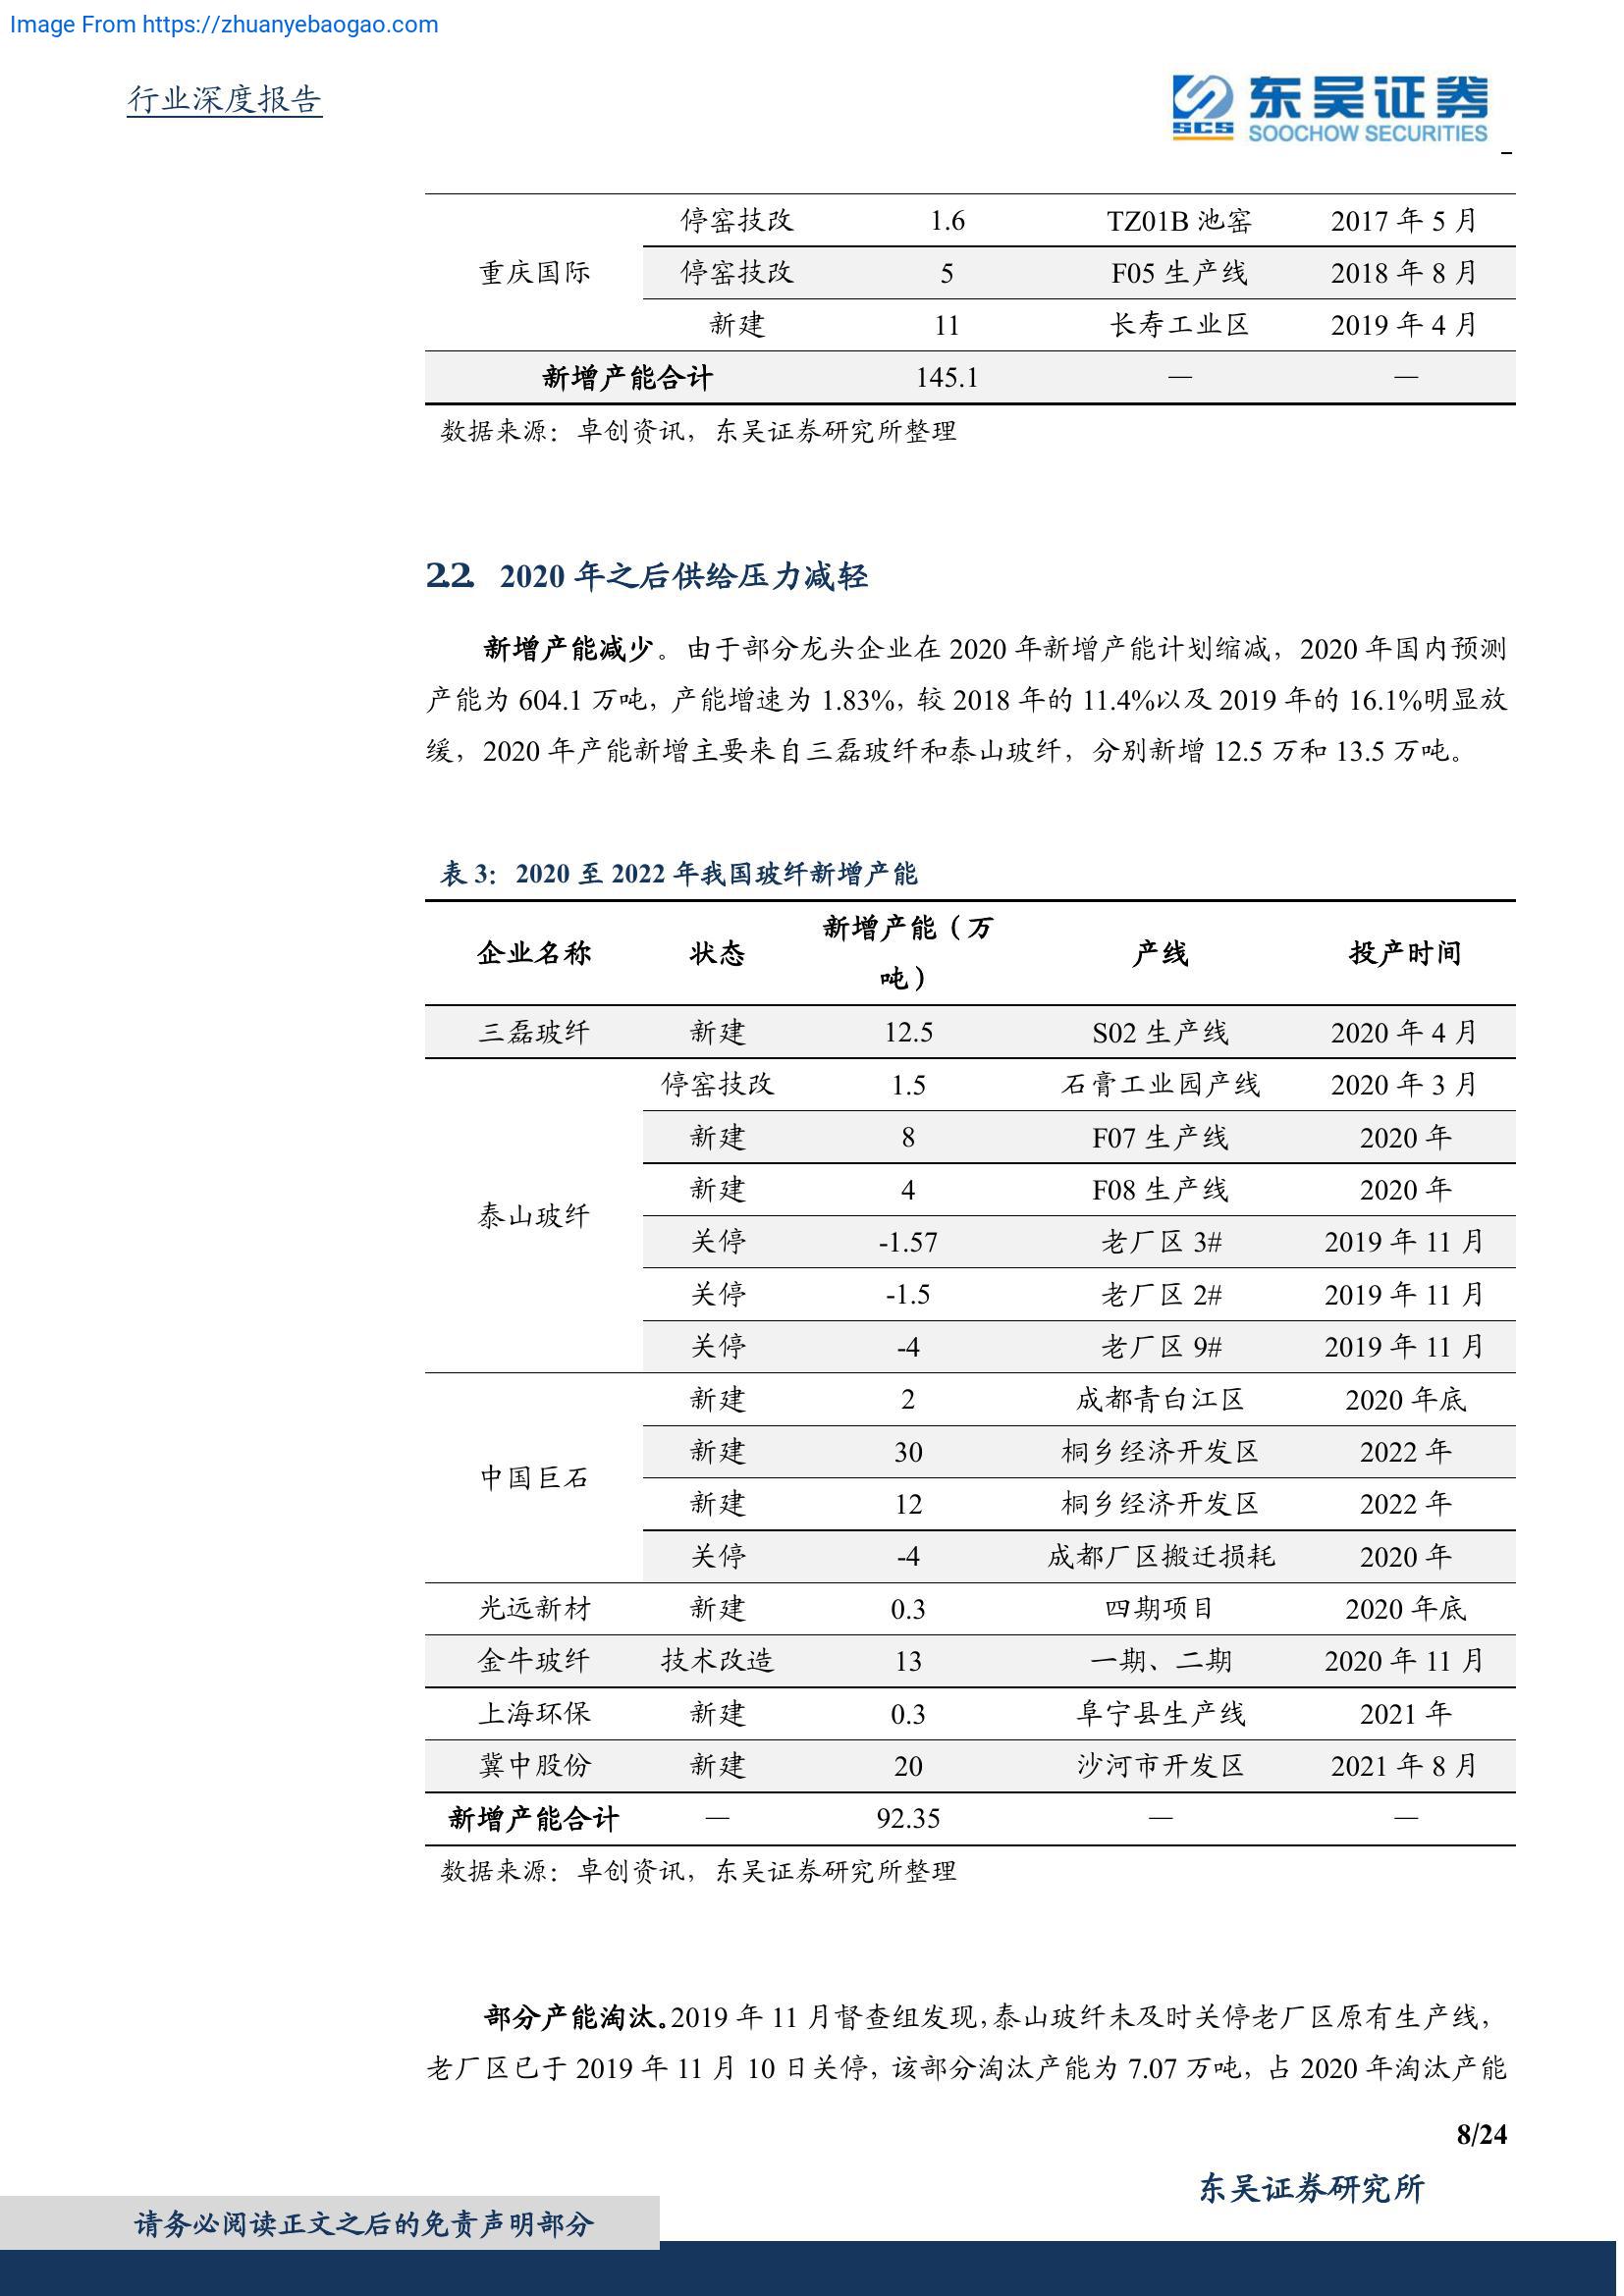 Image From https://zhuanyebaogao.com
行业深度报告
SCS 东吴证券
SOOCHOW SECURITIES
停窑技改 1.6 TZ01B 池窑 2017 年 5 月
重庆国际 停窑技改 5 F05 生产线 2018 年 8 月
新建 11 长寿工业区 2019 年 4 月
新增产能合计 145.1 — —
数据来源：卓创资讯，东吴证券研究所整理
2.2. 2020 年之后供给压力减轻
新增产能减少。由于部分龙头企业在 2020 年新增产能计划缩减，2020 年国内预测
产能为 604.1 万吨，产能增速为 1.83%，较 2018 年的 11.4%以及 2019 年的 16.1%明显放
缓，2020 年产能新增主要来自三磊玻纤和泰山玻纤，分别新增 12.5 万和 13.5 万吨。
表 3：2020 至 2022 年我国玻纤新增产能
企业名称 状态 新增产能（万吨） 产线 投产时间
三磊玻纤 新建 12.5 S02 生产线 2020 年 4 月
停窑技改 1.5 石膏工业园产线 2020 年 3 月
新建 8 F07 生产线 2020 年
新建 4 F08 生产线 2020 年
泰山玻纤
关停 -1.57 老厂区 3# 2019 年 11 月
关停 -1.5 老厂区 2# 2019 年 11 月
关停 -4 老厂区 9# 2019 年 11 月
新建 2 成都青白江区 2020 年底
新建 30 桐乡经济开发区 2022 年
中国巨石
新建 12 桐乡经济开发区 2022 年
关停 -4 成都厂区搬迁损耗 2020 年
光远新材 新建 0.3 四期项目 2020 年底
金牛玻纤 技术改造 13 一期、二期 2020 年 11 月
上海环保 新建 0.3 阜宁县生产线 2021 年
冀中股份 新建 20 沙河市开发区 2021 年 8 月
新增产能合计 — 92.35 — —
数据来源：卓创资讯，东吴证券研究所整理
部分产能淘汰。2019 年 11 月督查组发现，泰山玻纤未及时关停老厂区原有生产线，
老厂区已于 2019 年 11 月 10 日关停，该部分淘汰产能为 7.07 万吨，占 2020 年淘汰产能
8/24
东吴证券研究所
请务必阅读正文之后的免责声明部分